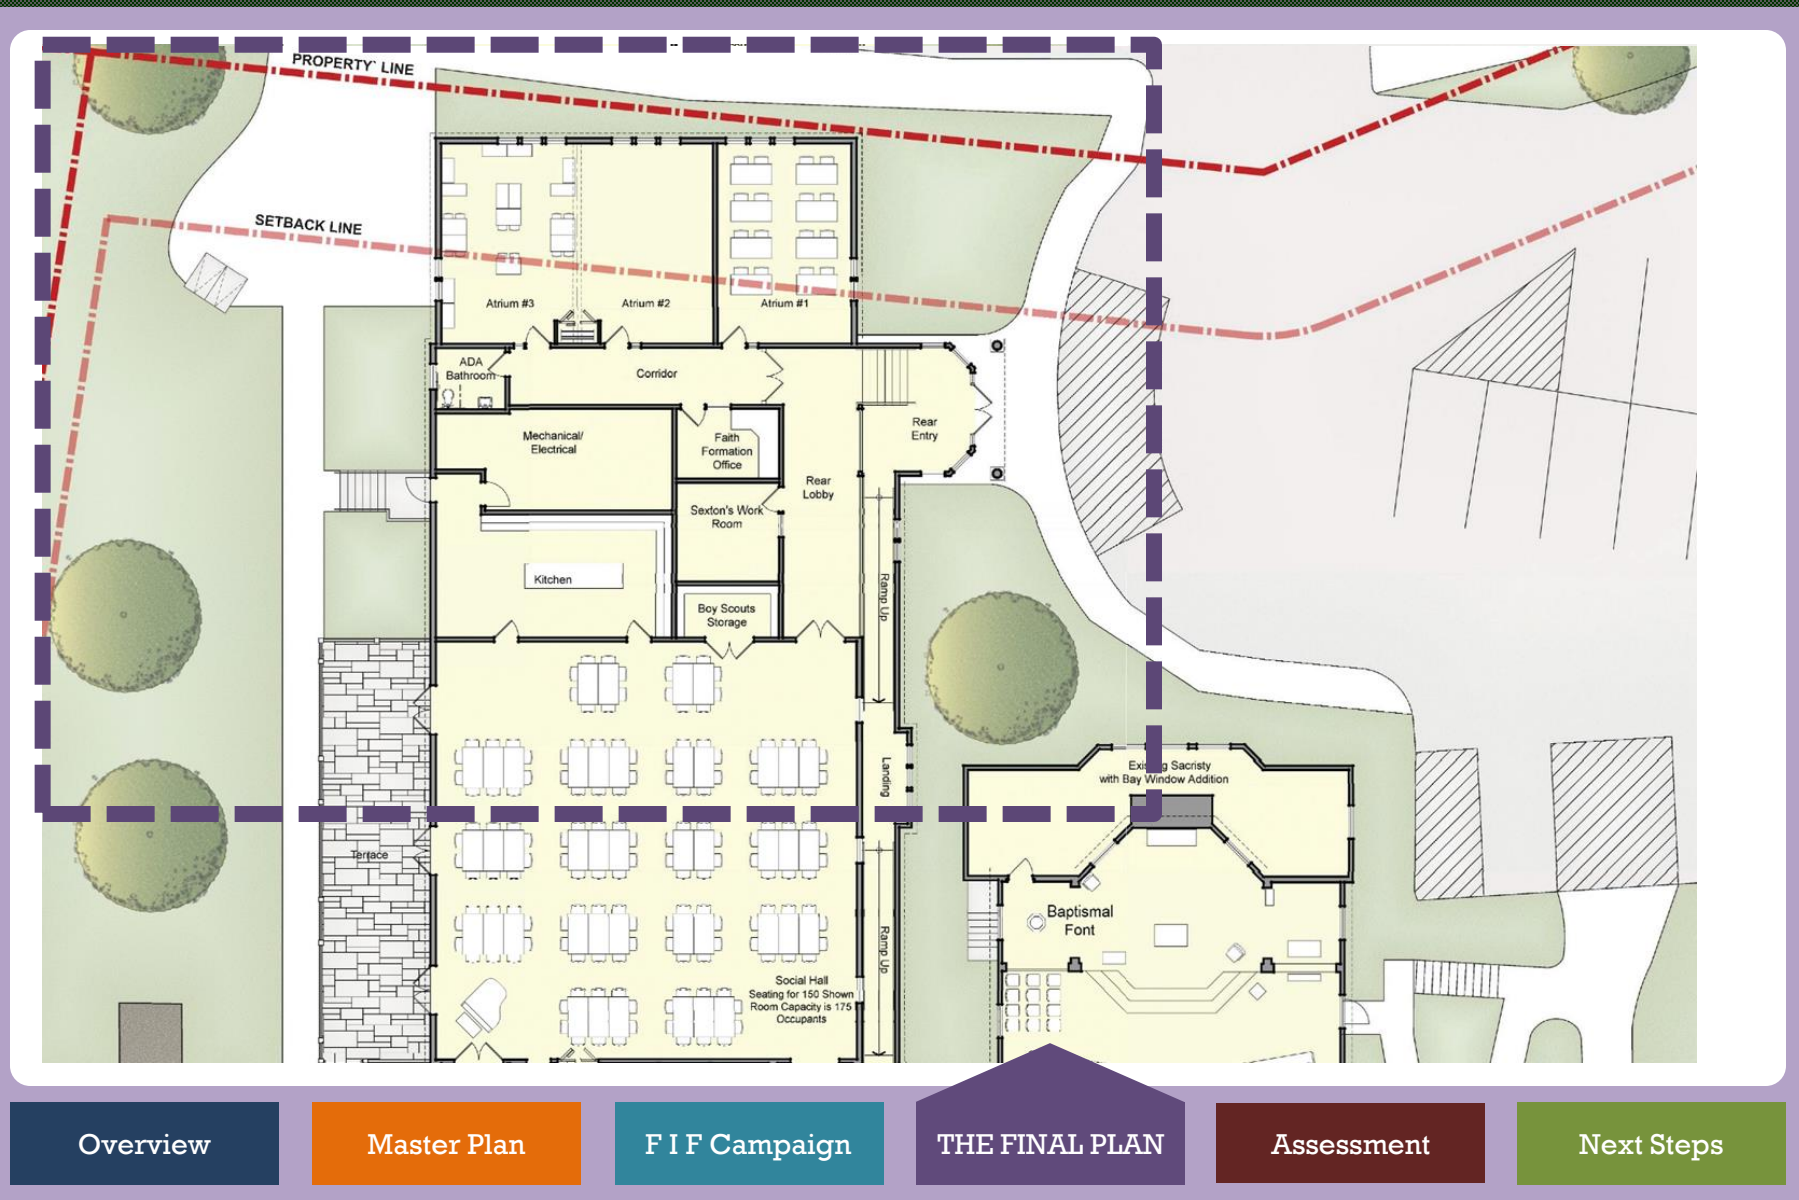 PROPERTY` LINE
SETBACK LINE
Atrium #3
Atrium #2
Atrium #1
ADA
Bathroom
Corridor
Rear
Entry
Mechanical/
Electrical
Faith
Formation
Office
Rear
Lobby
Sexton's Work
Room
Kitchen
Boy Scouts
Storage
Ramp Up
Landing
Existing Sacristy
with Bay Window Addition
Terrace
Baptismal
Font
Ramp Up
Social Hall
Seating for 150 Shown
Room Capacity is 175
Occupants
Overview
Master Plan
F I F Campaign
THE FINAL PLAN
Assessment
Next Steps